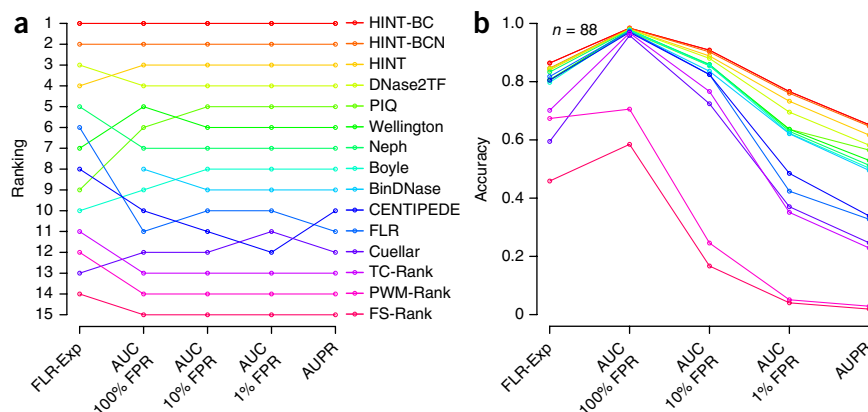 a
Ranking
1
2
3
4
5
6
7
8
9
10
11
12
13
14
15
HINT-BC
HINT-BCN
HINT
DNase2TF
PIQ
Wellington
Neph
Boyle
BinDNase
CENTIPEDE
FLR
Cuellar
TC-Rank
PWM-Rank
FS-Rank
FLR-Exp
AUC
100% FPR
AUC
10% FPR
AUC
1% FPR
AUPR
b
n = 88
Accuracy
1.0
0.8
0.6
0.4
0.2
0
FLR-Exp
AUC
100% FPR
AUC
10% FPR
AUC
1% FPR
AUPR